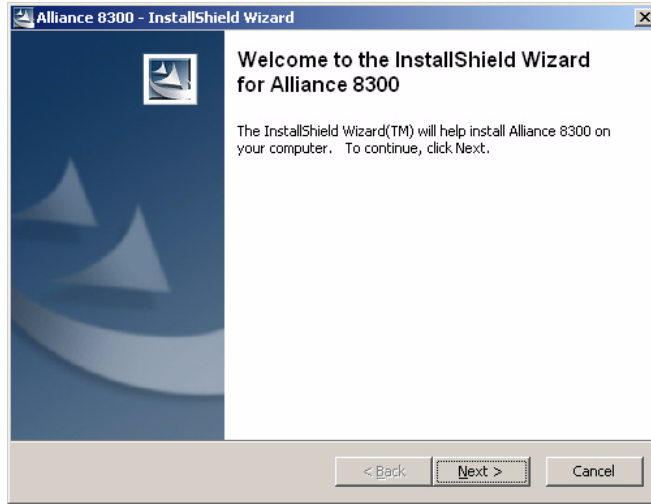 Alliance 8300 - InstallShield Wizard
Welcome to the InstallShield Wizard
for Alliance 8300
The InstallShield Wizard(TM) will help install Alliance 8300 on
your computer. To continue, click Next.
< Back
Next >
Cancel